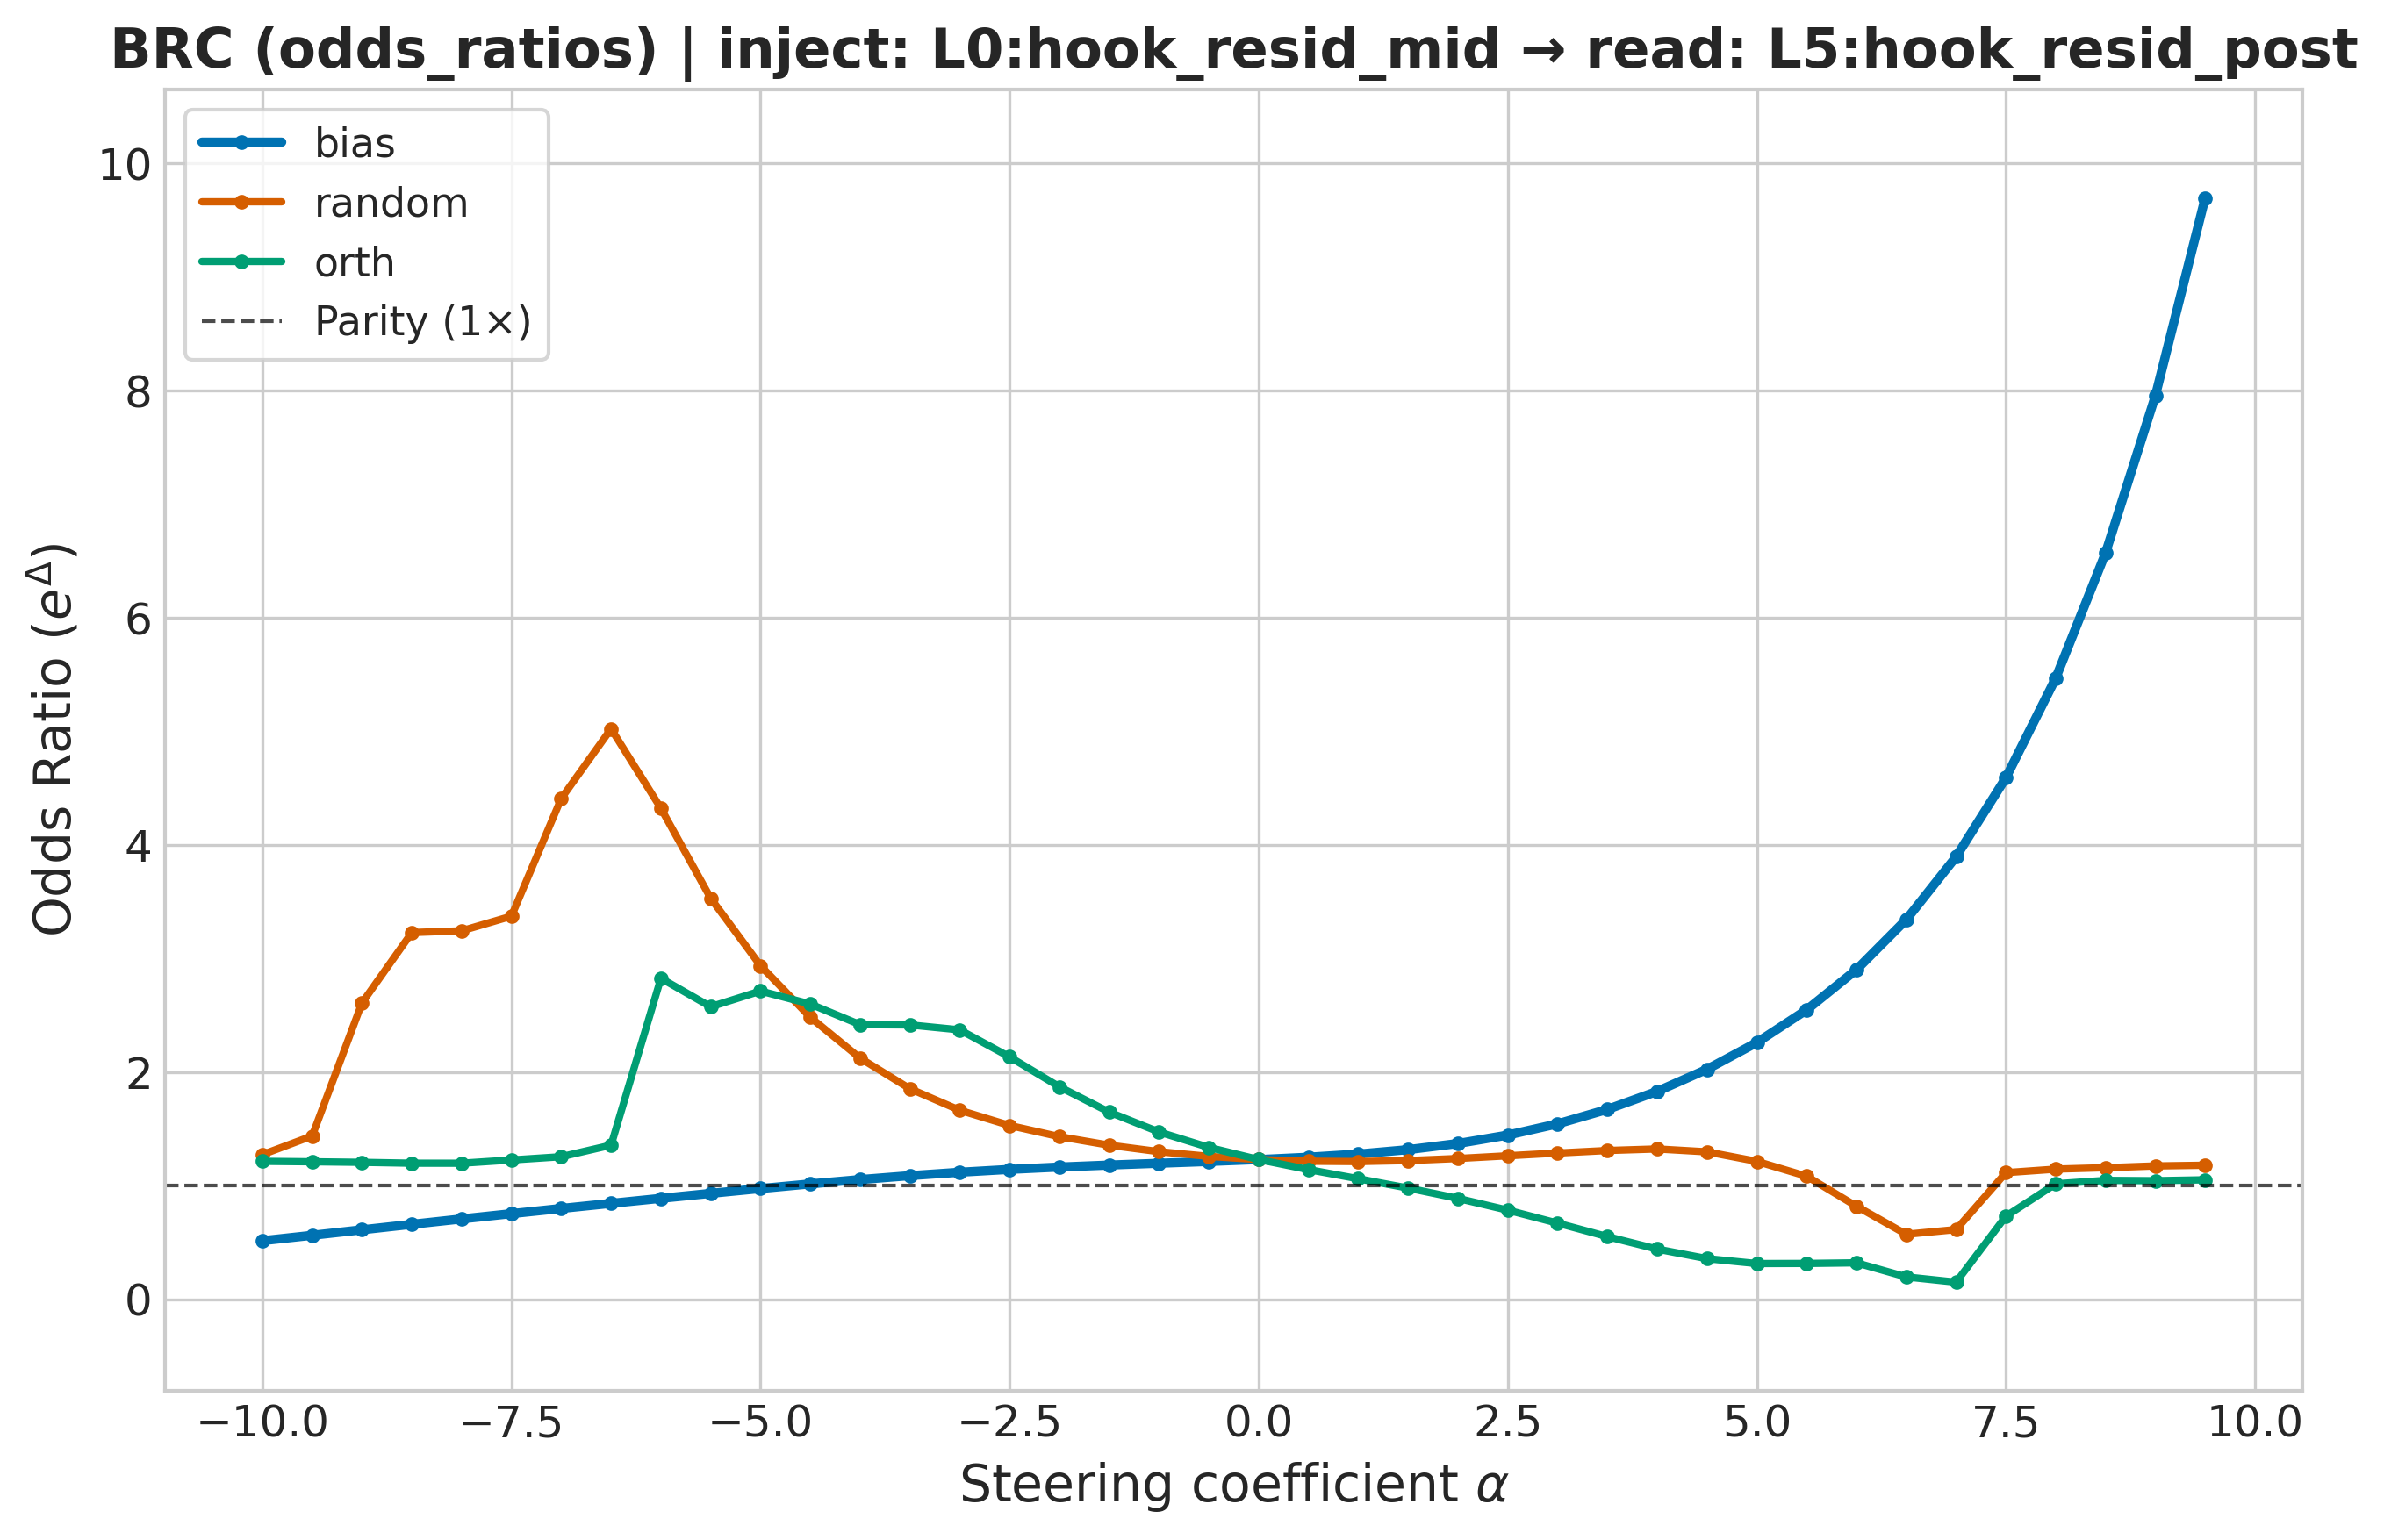 BRC (odds_ratios) | inject: L0:hook_resid_mid → read: L5:hook_resid_post
bias
random
orth
Parity (1×)
10
8
6
4
2
0
Odds Ratio (e^Δ)
−10.0 −7.5 −5.0 −2.5 0.0 2.5 5.0 7.5 10.0
Steering coefficient α